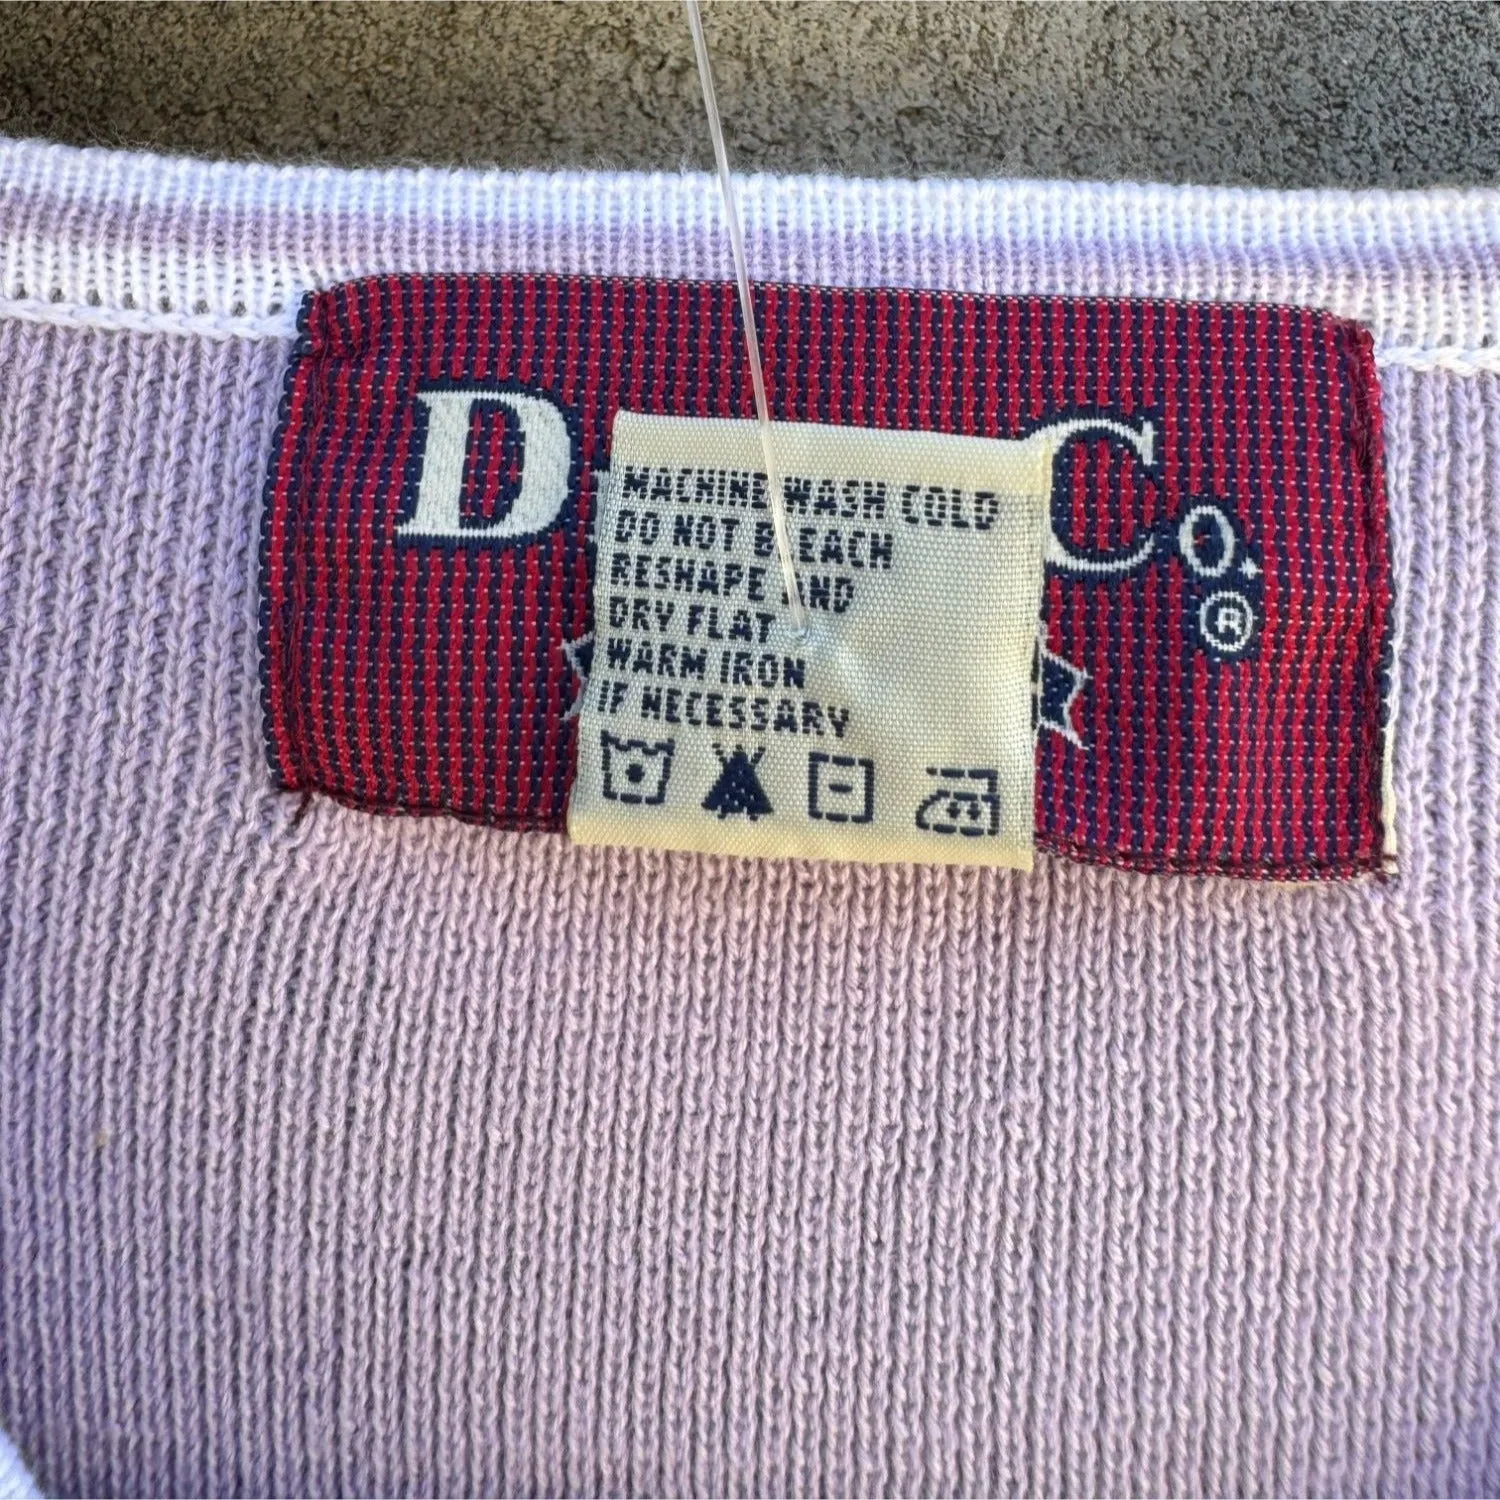 D Co.
®
MACHINE WASH COLD
DO NOT BLEACH
RESHAPE AND
DRY FLAT
WARM IRON
IF NECESSARY